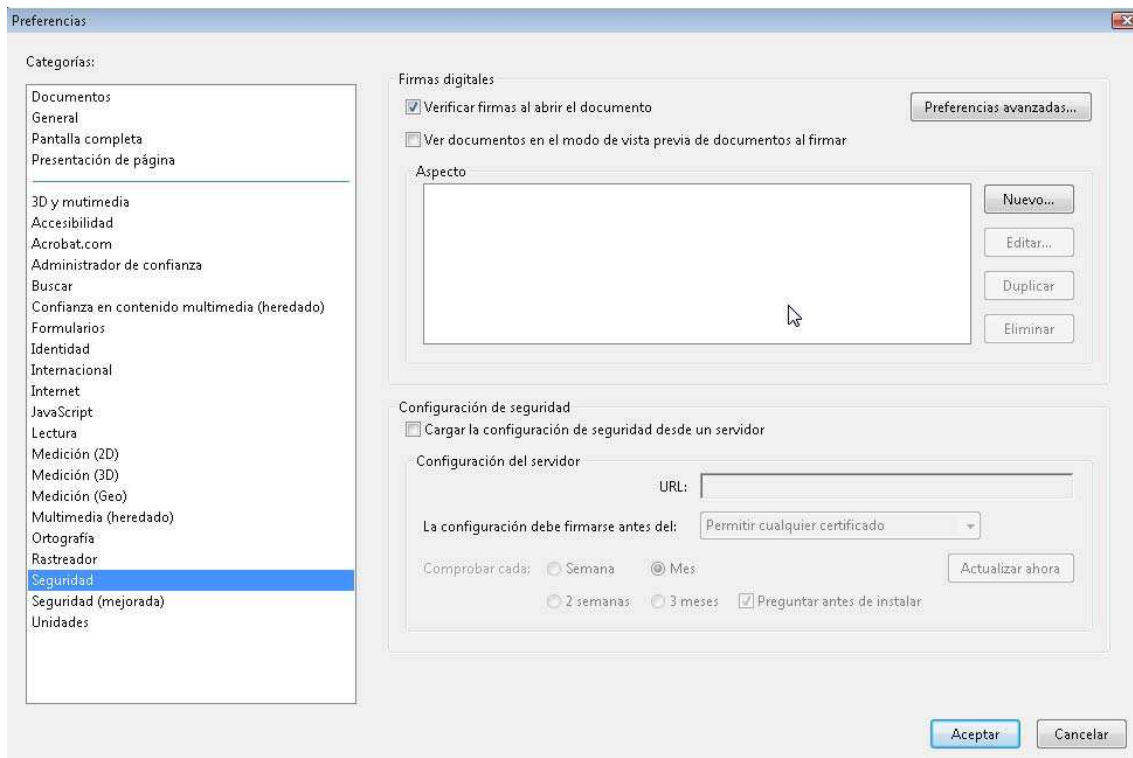 Preferencias
Categorías:
Documentos
General
Pantalla completa
Presentación de página
3D y mutimedia
Accesibilidad
Acrobat.com
Administrador de confianza
Buscar
Confianza en contenido multimedia (heredado)
Formularios
Identidad
Internacional
Internet
JavaScript
Lectura
Medición (2D)
Medición (3D)
Medición (Geo)
Multimedia (heredado)
Ortografía
Rastreador
Seguridad
Seguridad (mejorada)
Unidades
Firmas digitales
Verificar firmas al abrir el documento
Preferencias avanzadas...
Ver documentos en el modo de vista previa de documentos al firmar
Aspecto
Nuevo...
Editar...
Duplicar
Eliminar
Configuración de seguridad
Cargar la configuración de seguridad desde un servidor
Configuración del servidor
URL:
La configuración debe firmarse antes del: Permitir cualquier certificado
Comprobar cada: Semana Mes Actualizar ahora
2 semanas 3 meses Preguntar antes de instalar
Aceptar Cancelar